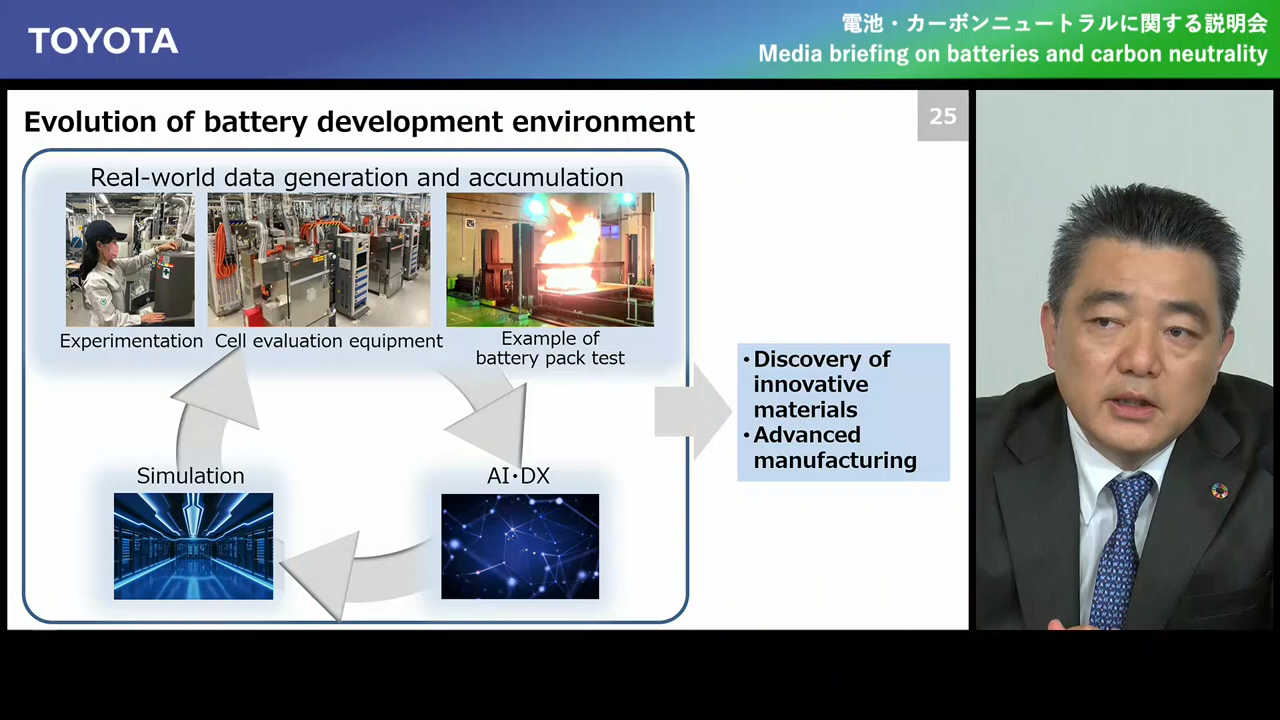 TOYOTA
電池・カーボンニュートラルに関する説明会
Media briefing on batteries and carbon neutrality
Evolution of battery development environment
25
Real-world data generation and accumulation
Experimentation
Cell evaluation equipment
Example of
battery pack test
Simulation
AI・DX
・Discovery of
innovative
materials
・Advanced
manufacturing